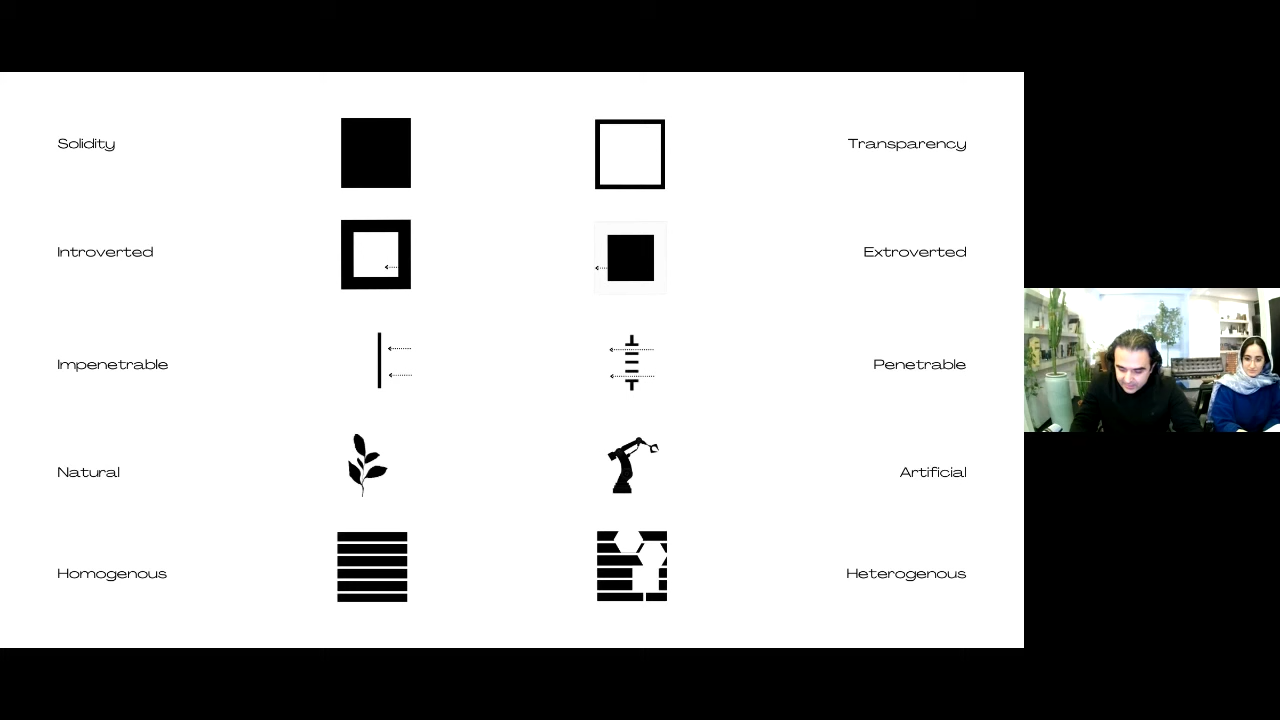 Solidity
Transparency
Introverted
Extroverted
Impenetrable
Penetrable
Natural
Artificial
Homogenous
Heterogenous